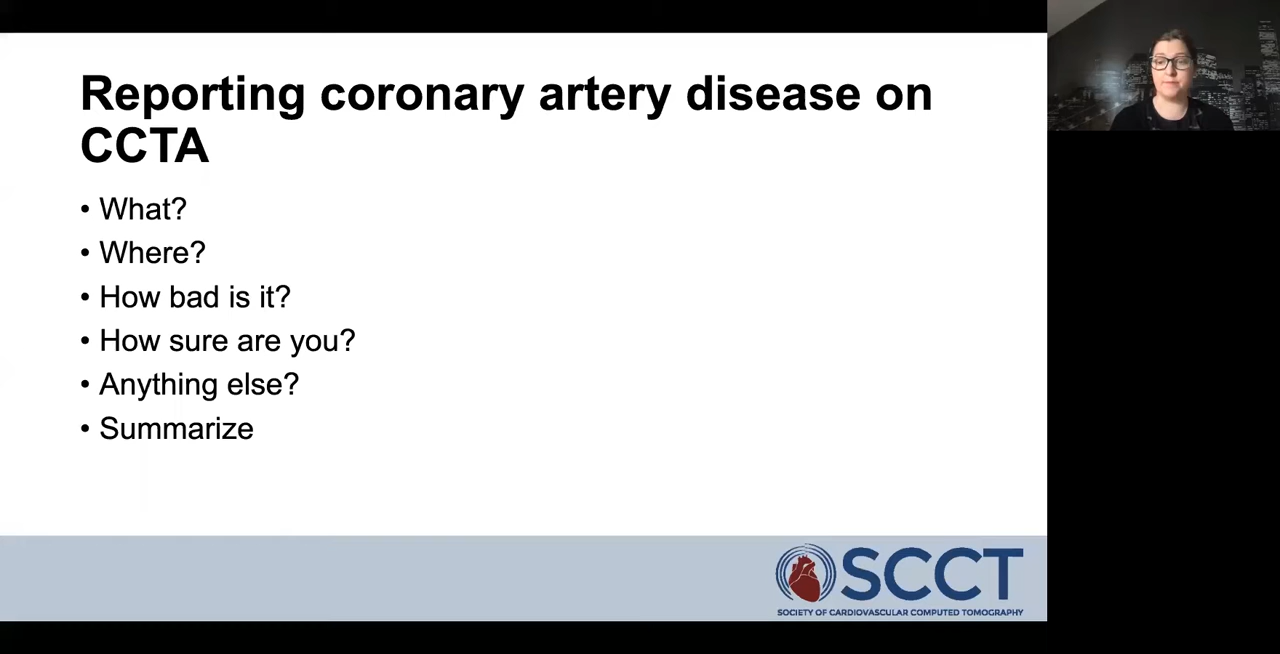 Reporting coronary artery disease on
CCTA
• What?
• Where?
• How bad is it?
• How sure are you?
• Anything else?
• Summarize
SCCT
SOCIETY OF CARDIOVASCULAR COMPUTED TOMOGRAPHY